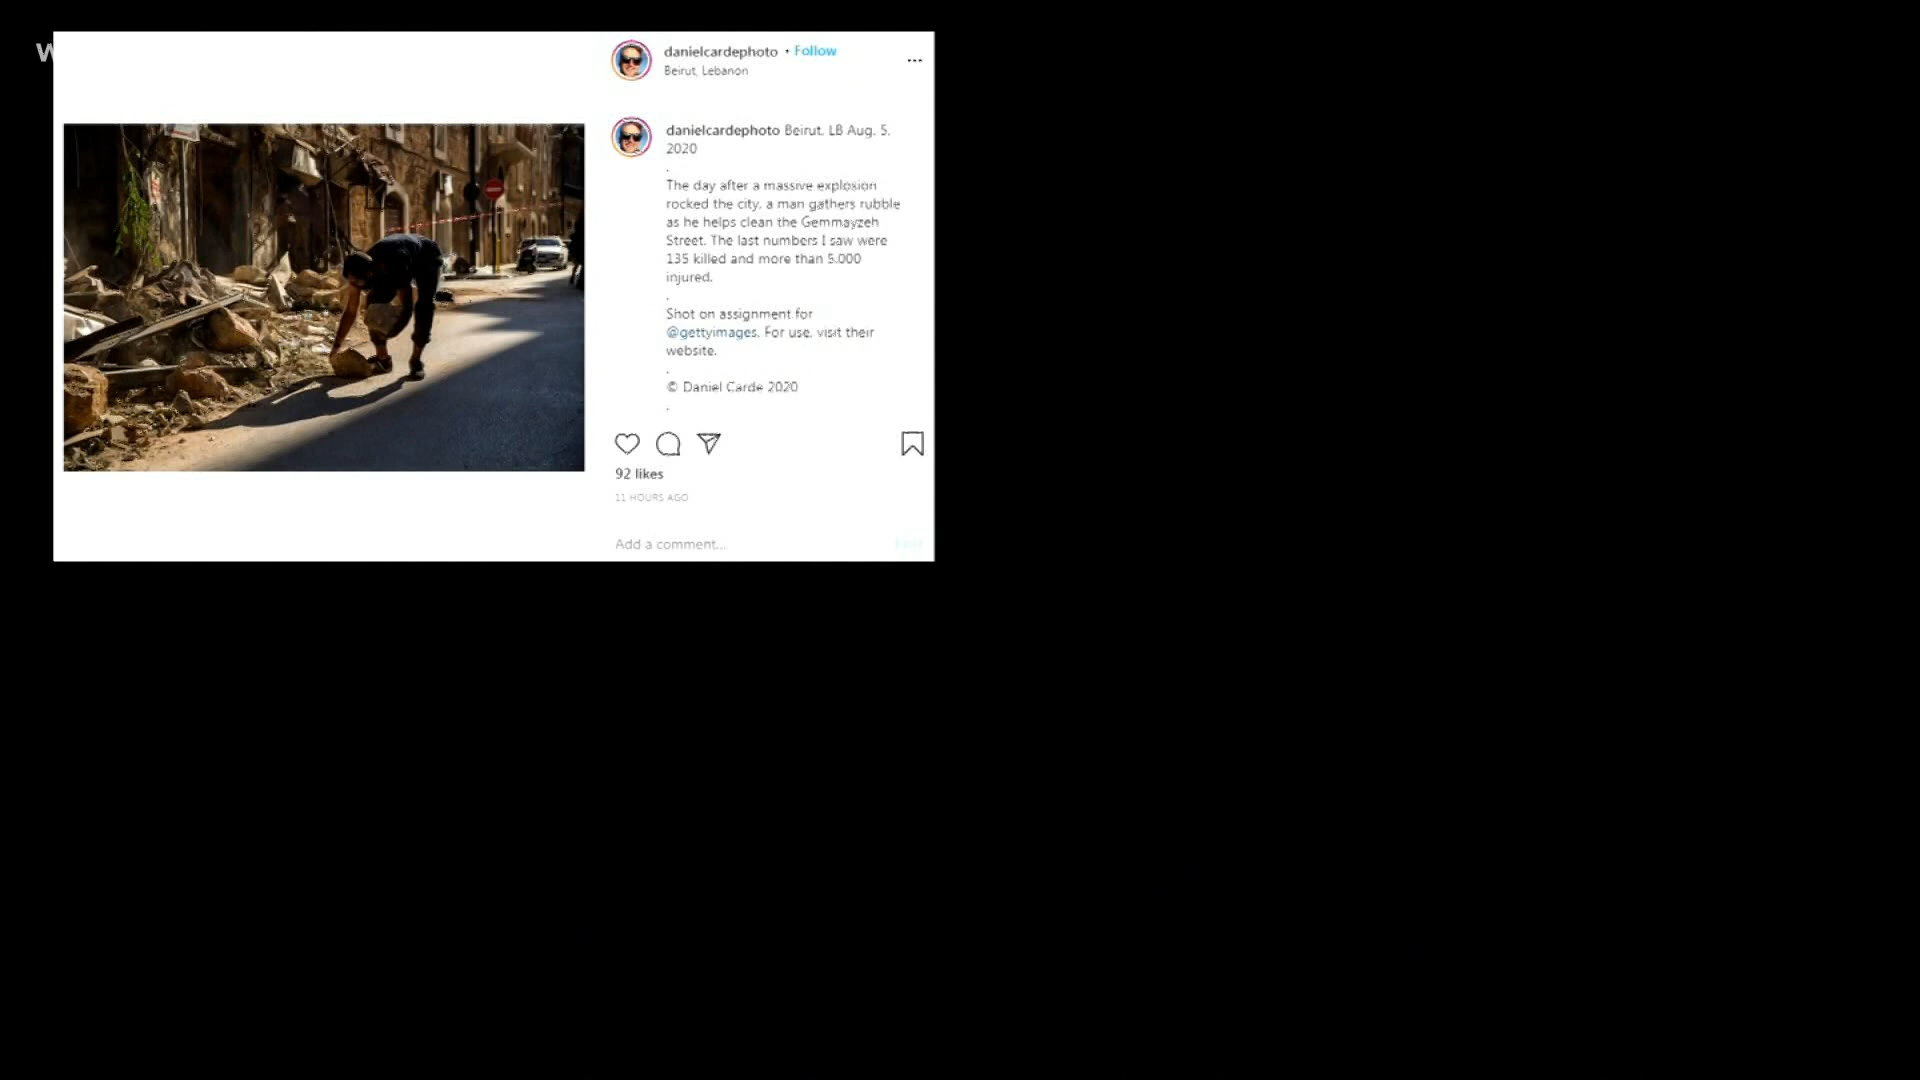 W
danielcardephoto • Follow
Beirut, Lebanon
danielcardephoto Beirut, LB Aug. 5,
2020
.
The day after a massive explosion
rocked the city, a man gathers rubble
as he helps clean the Gemmayzeh
Street. The last numbers I saw were
135 killed and more than 5,000
injured.
.
Shot on assignment for
@gettyimages. For use, visit their
website.
.
© Daniel Carde 2020
.
92 likes
11 HOURS AGO
Add a comment...